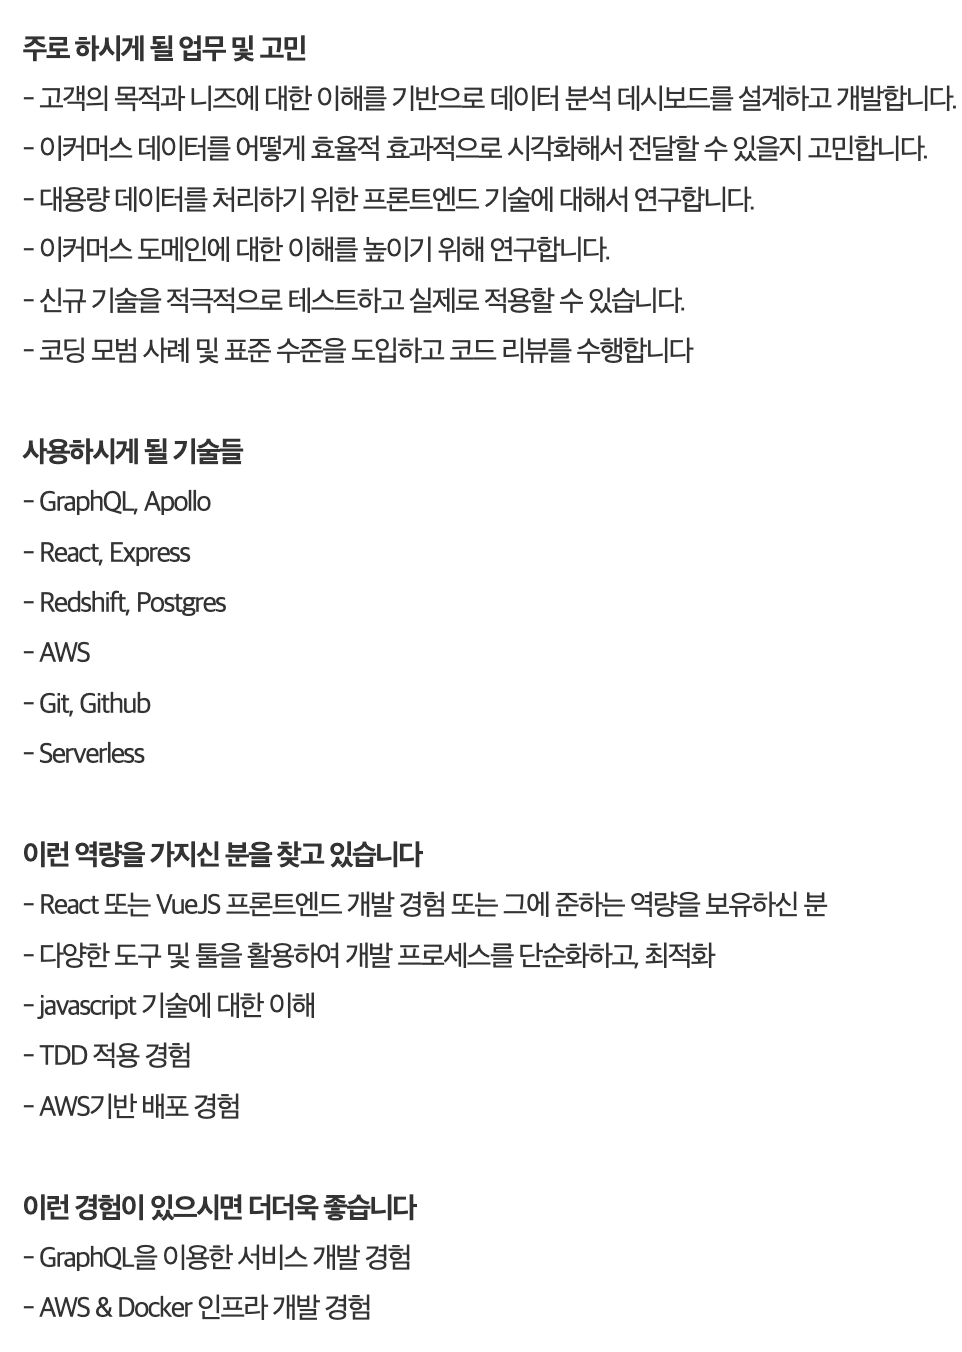 주로 하시게 될 업무 및 고민
- 고객의 목적과 니즈에 대한 이해를 기반으로 데이터 분석 데시보드를 설계하고 개발합니다.
- 이커머스 데이터를 어떻게 효율적 효과적으로 시각화해서 전달할 수 있을지 고민합니다.
- 대용량 데이터를 처리하기 위한 프론트엔드 기술에 대해서 연구합니다.
- 이커머스 도메인에 대한 이해를 높이기 위해 연구합니다.
- 신규 기술을 적극적으로 테스트하고 실제로 적용할 수 있습니다.
- 코딩 모범 사례 및 표준 수준을 도입하고 코드 리뷰를 수행합니다
사용하시게 될 기술들
- GraphQL, Apollo
- React, Express
- Redshift, Postgres
- AWS
- Git, Github
- Serverless
이런 역량을 가지신 분을 찾고 있습니다
- React 또는 VueJS 프론트엔드 개발 경험 또는 그에 준하는 역량을 보유하신 분
- 다양한 도구 및 툴을 활용하여 개발 프로세스를 단순화하고, 최적화
- javascript 기술에 대한 이해
- TDD 적용 경험
- AWS기반 배포 경험
이런 경험이 있으시면 더더욱 좋습니다
- GraphQL을 이용한 서비스 개발 경험
- AWS & Docker 인프라 개발 경험